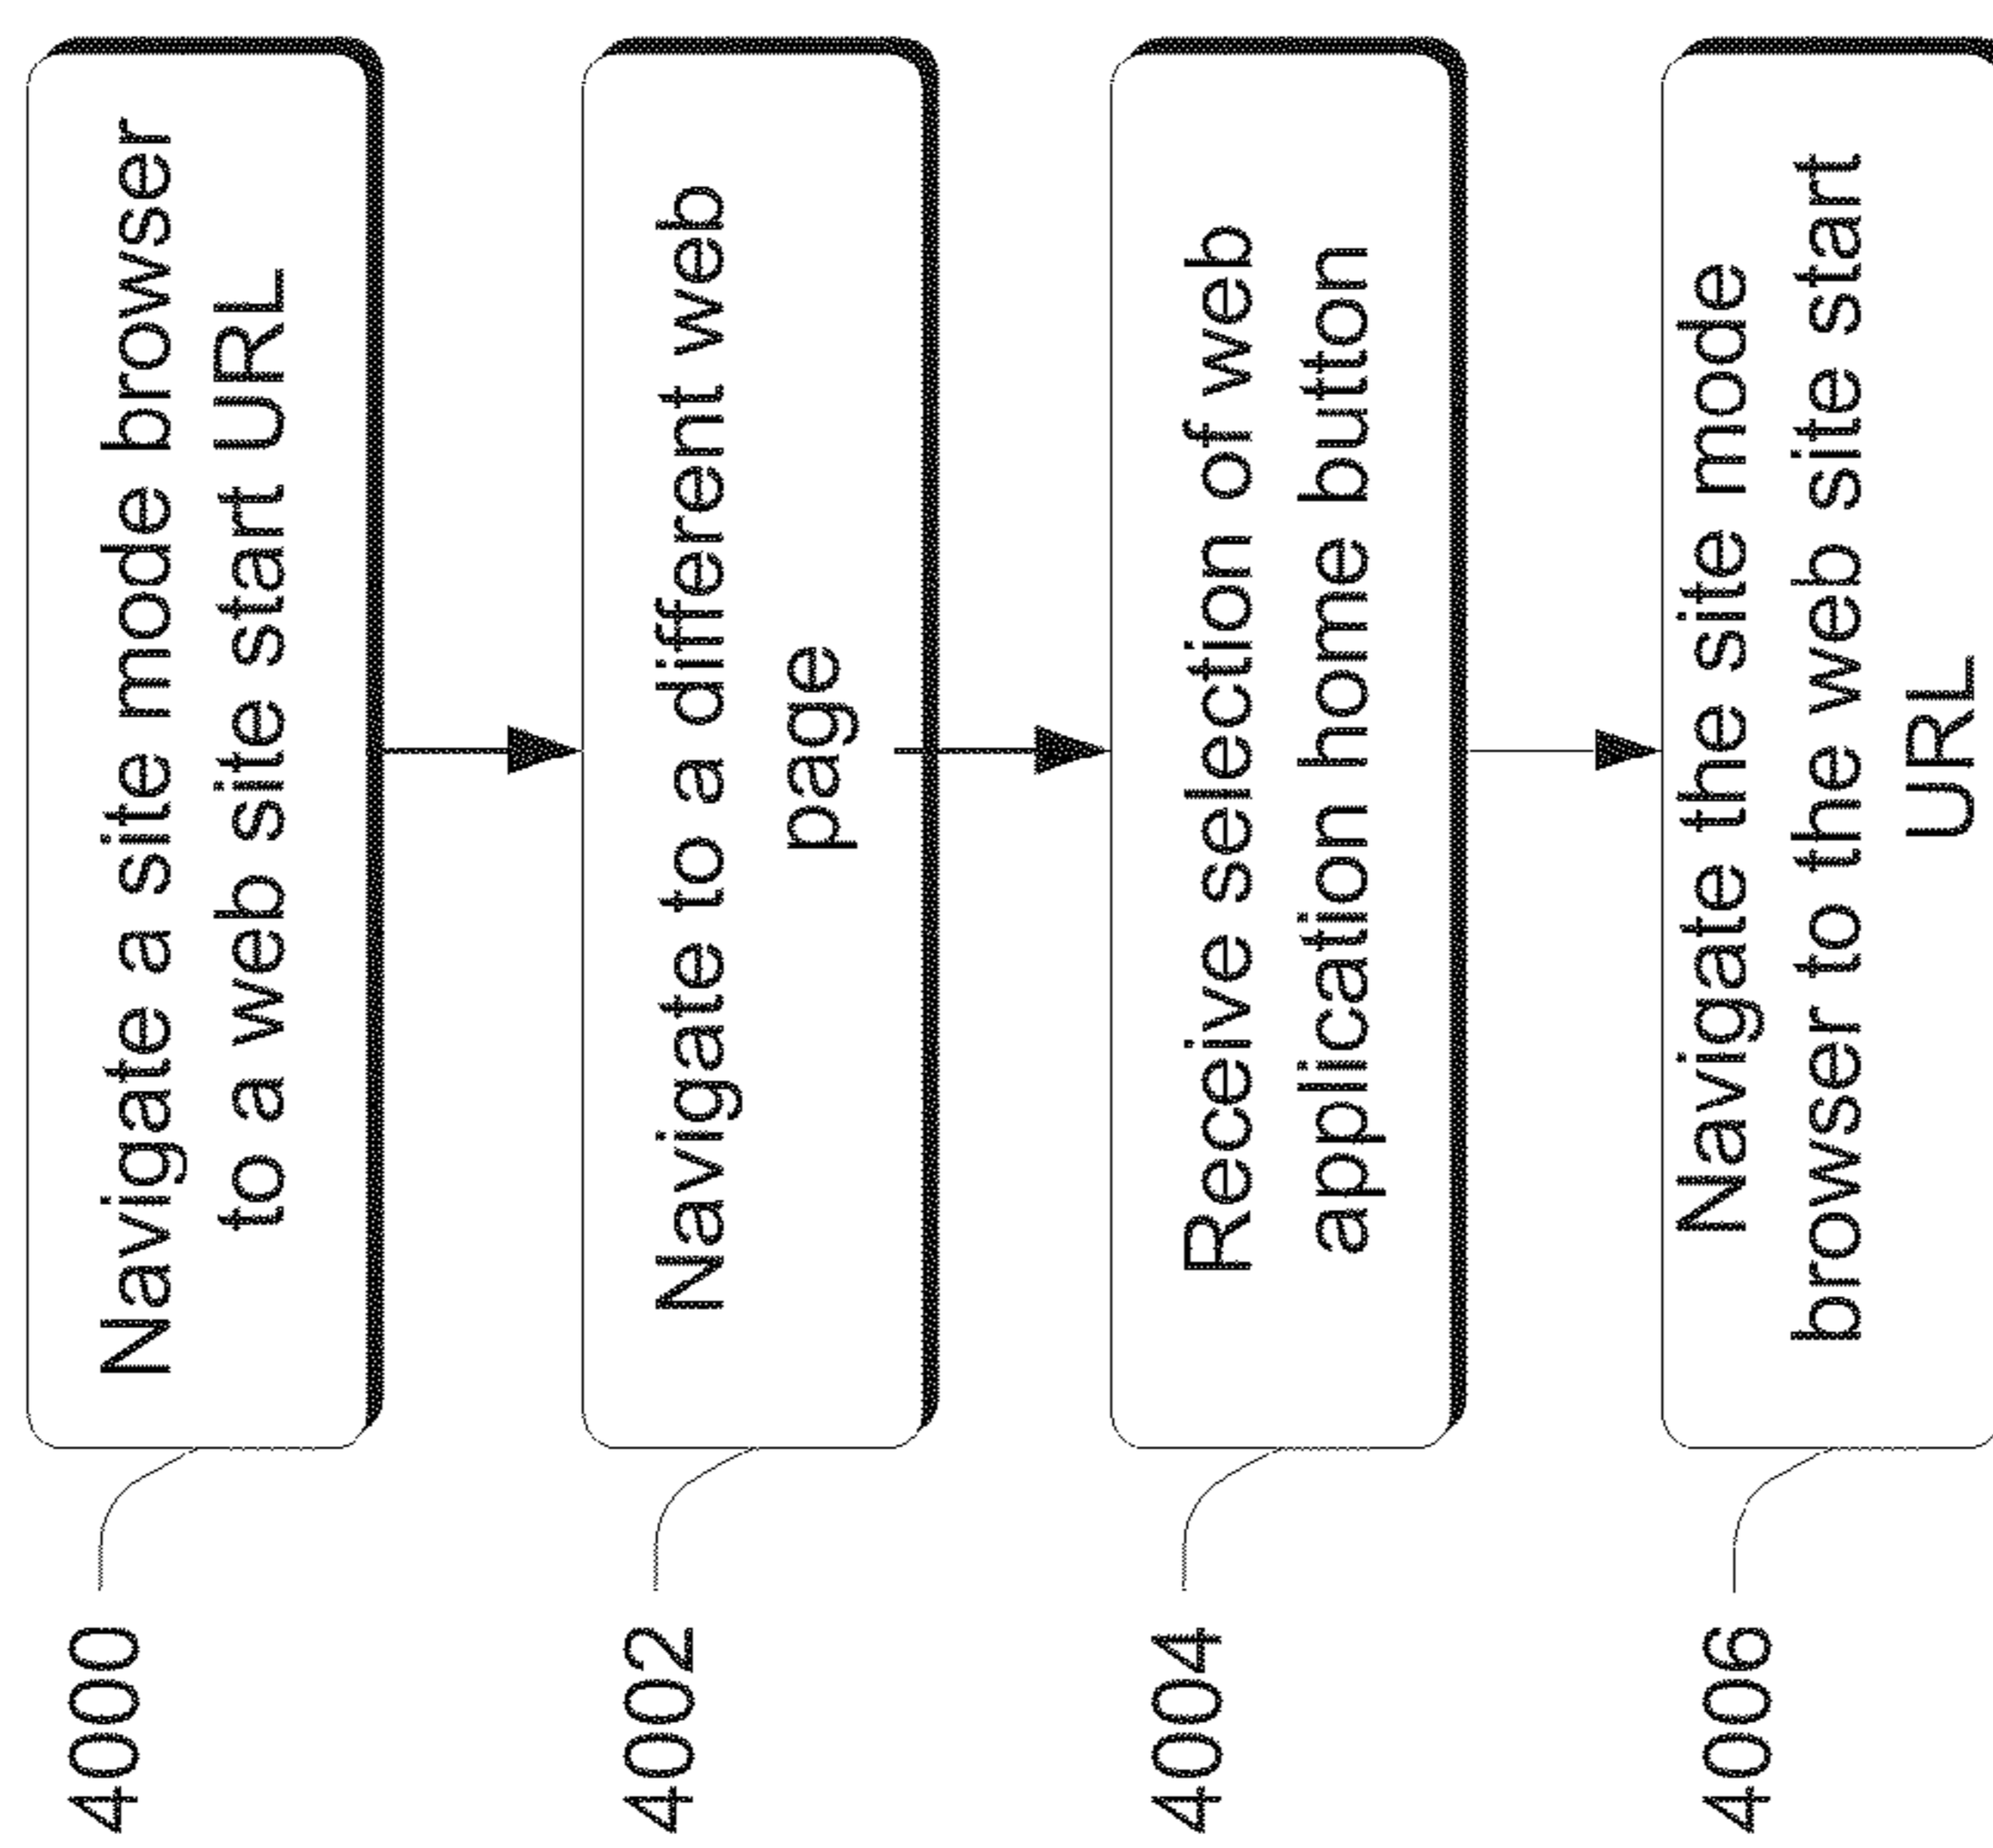 4000
Navigate a site mode browser
to a web site start URL
4002
Navigate to a different web
page
4004
Receive selection of web
application home button
4006
Navigate the site mode
browser to the web site start
URL